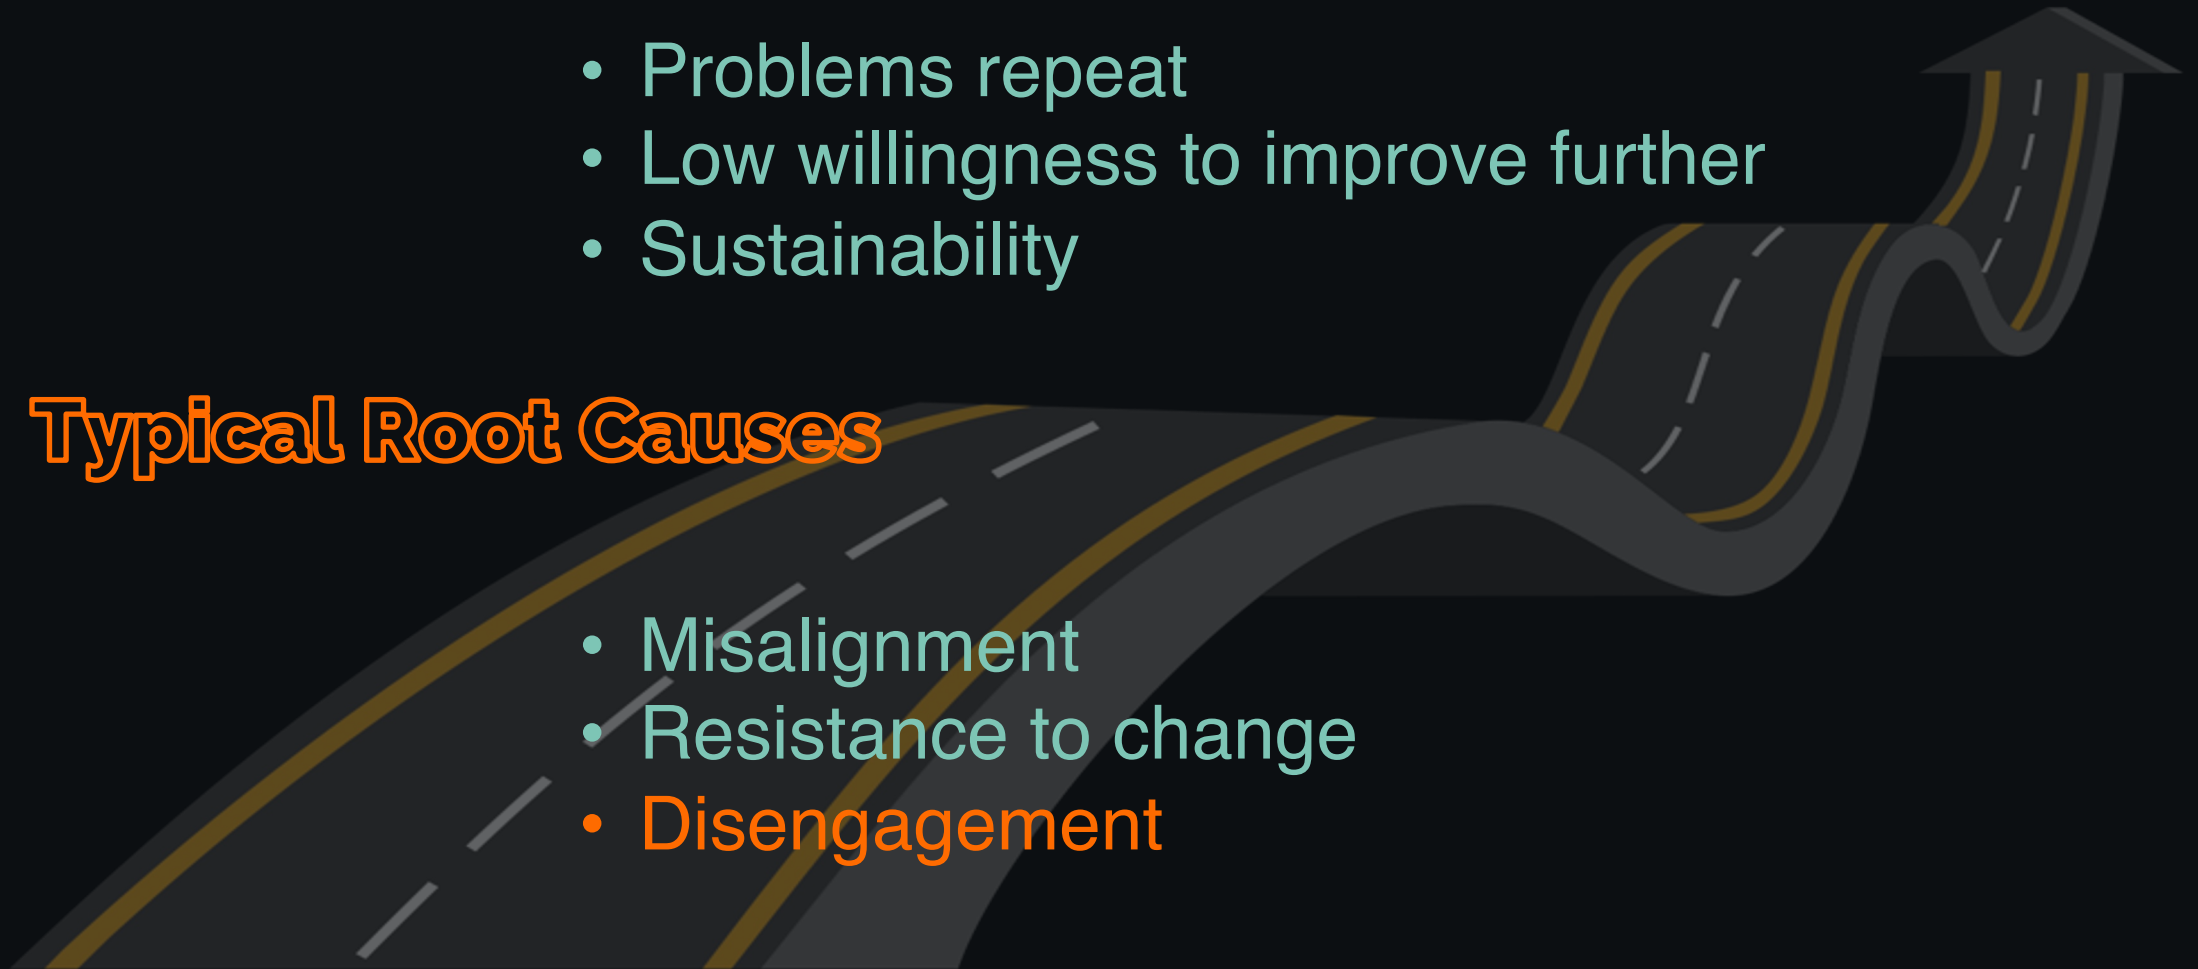 • Problems repeat
• Low willingness to improve further
• Sustainability
Typical Root Causes
• Misalignment
• Resistance to change
• Disengagement